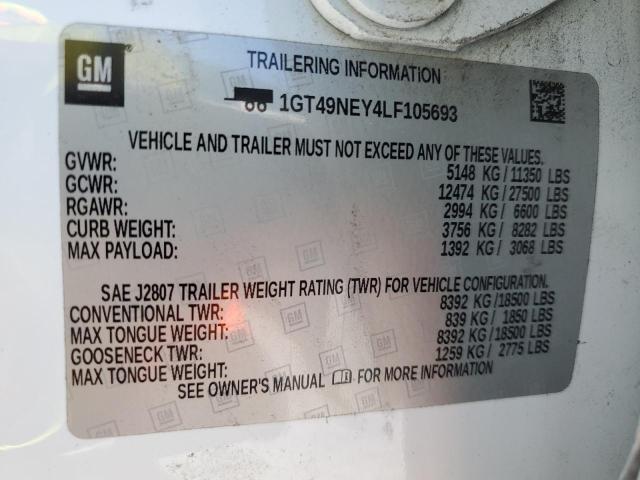 GM
TRAILERING INFORMATION
1GT49NEY4LF105693
VEHICLE AND TRAILER MUST NOT EXCEED ANY OF THESE VALUES.
GVWR: 5148 KG/11350 LBS
GCWR: 12474 KG/27500 LBS
RGAWR: 2994 KG/ 6600 LBS
CURB WEIGHT: 3756 KG/ 8282 LBS
MAX PAYLOAD: 1392 KG/ 3068 LBS
SAE J2807 TRAILER WEIGHT RATING (TWR) FOR VEHICLE CONFIGURATION.
CONVENTIONAL TWR: 8392 KG/18500 LBS
MAX TONGUE WEIGHT: 839 KG/ 1850 LBS
GOOSENECK TWR: 8392 KG/18500 LBS
MAX TONGUE WEIGHT: 1259 KG/ 2775 LBS
SEE OWNER'S MANUAL FOR MORE INFORMATION